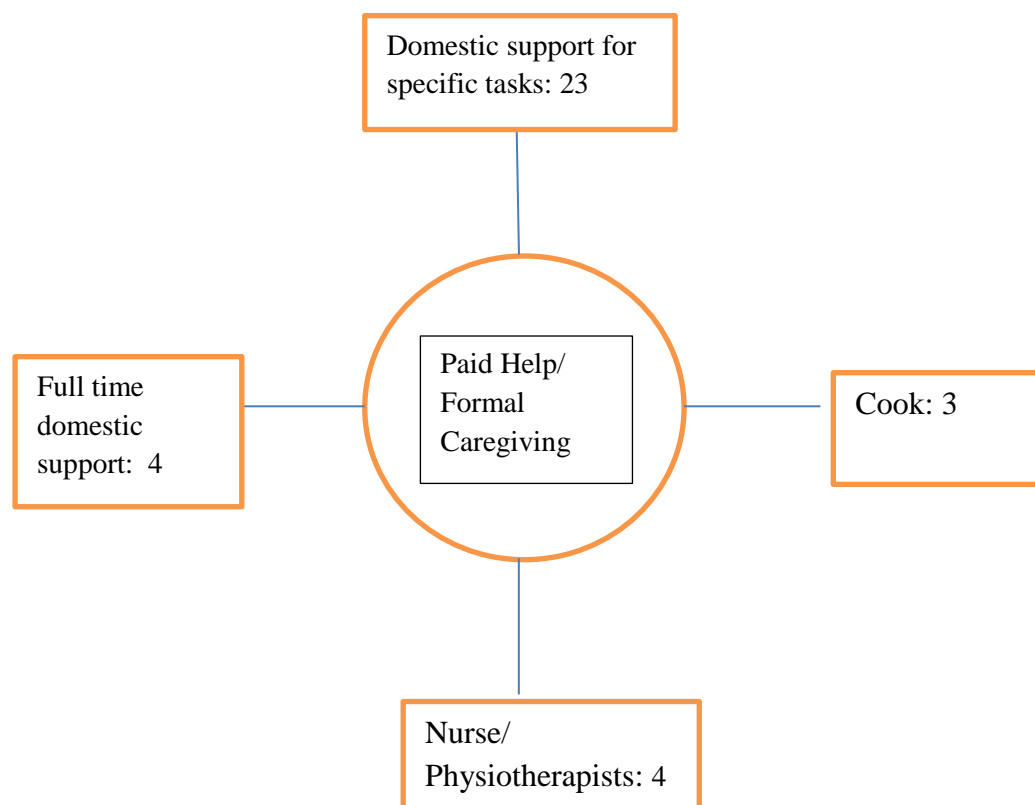 Domestic support for
specific tasks: 23
Paid Help/
Formal
Caregiving
Full time
domestic
support:  4
Cook: 3
Nurse/
Physiotherapists: 4